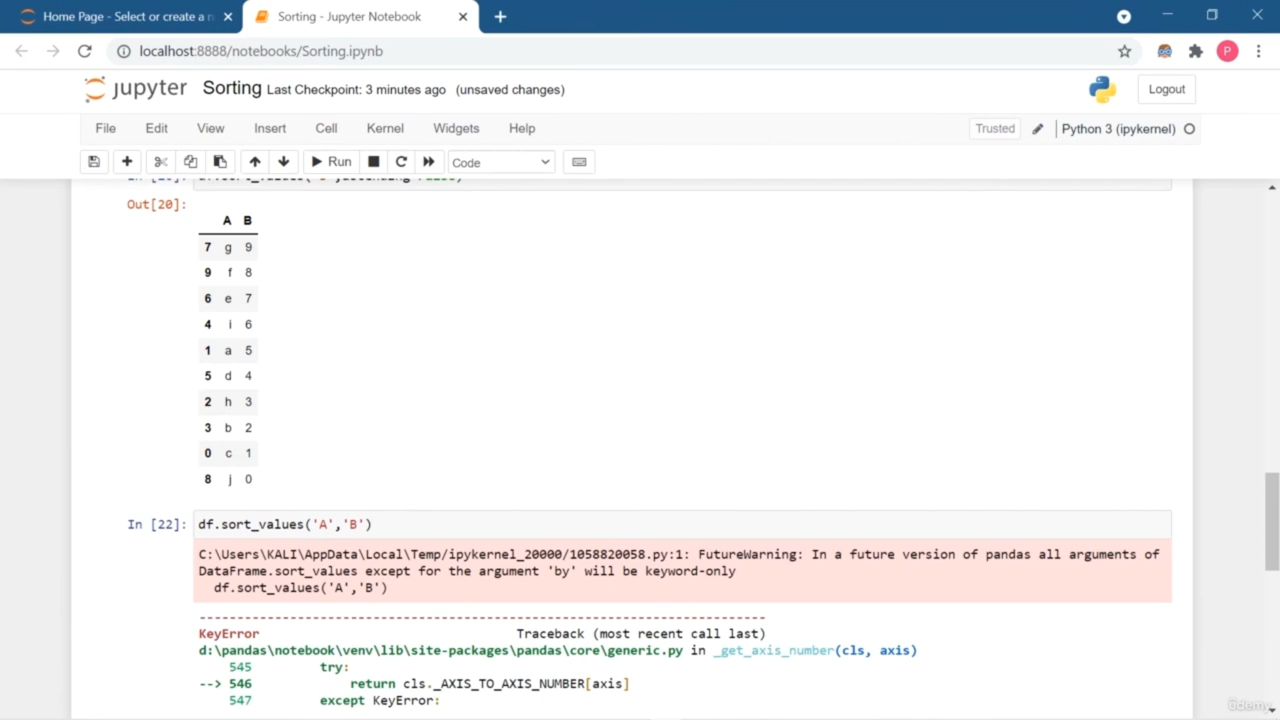 Home Page - Select or create a n
Sorting - Jupyter Notebook
localhost:8888/notebooks/Sorting.ipynb
P
jupyter Sorting Last Checkpoint: 3 minutes ago (unsaved changes)
Logout
File Edit View Insert Cell Kernel Widgets Help
Trusted Python 3 (ipykernel)
Run Code
Out[20]:
A B
7 g 9
9 f 8
6 e 7
4 i 6
1 a 5
5 d 4
2 h 3
3 b 2
0 c 1
8 j 0
In [22]: df.sort_values('A','B')
C:\Users\KALI\AppData\Local\Temp/ipykernel_20000/1058820058.py:1: FutureWarning: In a future version of pandas all arguments of
DataFrame.sort_values except for the argument 'by' will be keyword-only
df.sort_values('A','B')
---------------------------------------------------------------------------
KeyError Traceback (most recent call last)
d:\pandas\notebook\venv\lib\site-packages\pandas\core\generic.py in _get_axis_number(cls, axis)
545 try:
--> 546 return cls._AXIS_TO_AXIS_NUMBER[axis]
547 except KeyError:
ûdemy